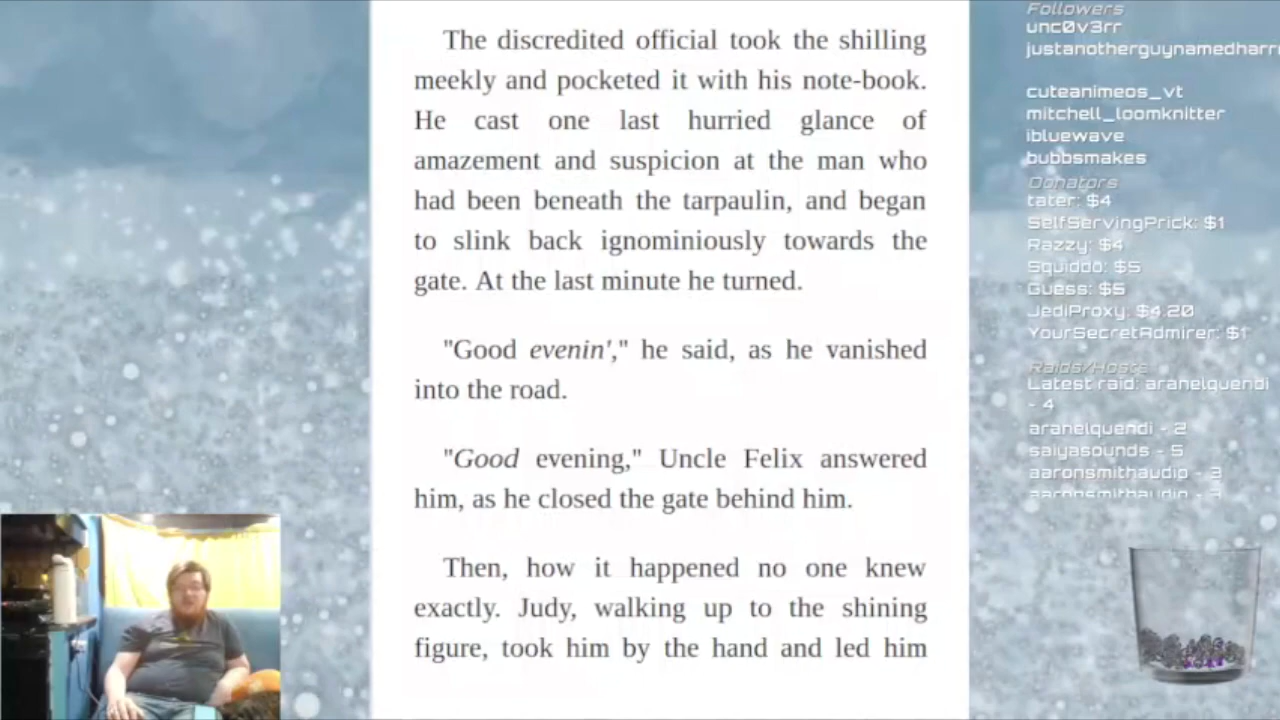 The discredited official took the shilling
meekly and pocketed it with his note-book.
He cast one last hurried glance of
amazement and suspicion at the man who
had been beneath the tarpaulin, and began
to slink back ignominiously towards the
gate. At the last minute he turned.
"Good evenin'," he said, as he vanished
into the road.
"Good evening," Uncle Felix answered
him, as he closed the gate behind him.
Then, how it happened no one knew
exactly. Judy, walking up to the shining
figure, took him by the hand and led him
Followers
unc0v3rr
justanotherguynamedharr
cuteanimeos_vt
mitchell_loomknitter
ibluewave
bubbsmakes
Donators
tater: $4
SelfServingPrick: $1
Razzy: $4
Squiddo: $5
Guess: $5
JediProxy: $4.20
YourSecretAdmirer: $1
Raids/Hosts
Latest raid: aranelquendi
- 4
aranelquendi - 2
saiyasounds - 5
aaronsmithaudio - 3